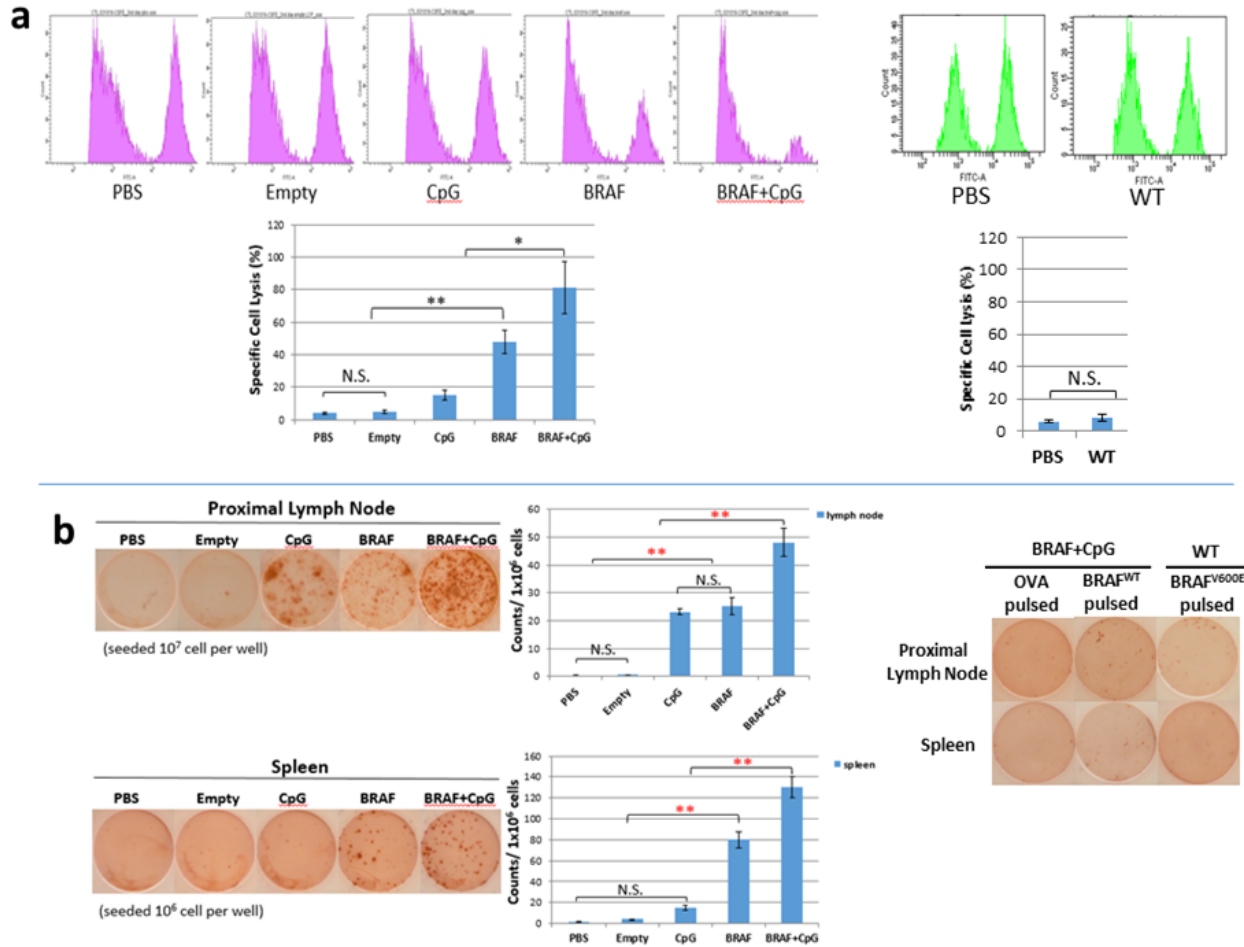 a
PBS Empty CpG BRAF BRAF+CpG
Count
FITC-A
PBS WT
Count
FITC-A
Specific Cell Lysis (%)
120
100
80
60
40
20
0
N.S.
**
*
PBS Empty CpG BRAF BRAF+CpG
Specific Cell Lysis (%)
120
100
80
60
40
20
0
N.S.
PBS WT
b
Proximal Lymph Node
PBS Empty CpG BRAF BRAF+CpG
(seeded 10⁷ cell per well)
Counts/ 1x10⁶ cells
60
50
40
30
20
10
0
N.S.
**
N.S.
**
lymph node
PBS Empty CpG BRAF BRAF+CpG
Spleen
PBS Empty CpG BRAF BRAF+CpG
(seeded 10⁶ cell per well)
Counts/ 1x10⁶ cells
160
140
120
100
80
60
40
20
0
N.S.
**
**
spleen
PBS Empty CpG BRAF BRAF+CpG
BRAF+CpG WT
OVA pulsed
BRAFᵂᵀ pulsed
BRAFⱽ⁶⁰⁰ᴱ pulsed
Proximal
Lymph Node
Spleen